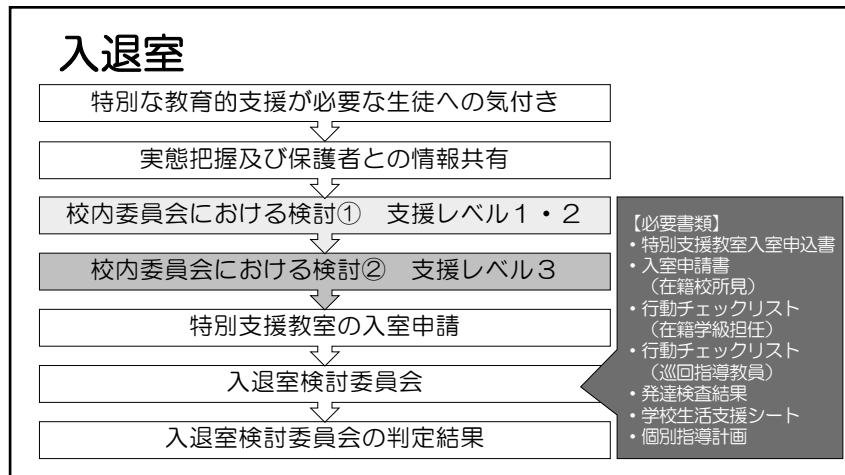 入退室
特別な教育的支援が必要な生徒への気付き
実態把握及び保護者との情報共有
校内委員会における検討① 支援レベル1・2
校内委員会における検討② 支援レベル3
特別支援教室の入室申請
入退室検討委員会
入退室検討委員会の判定結果
【必要書類】
・特別支援教室入室申込書
・入室申請書
（在籍校所見）
・行動チェックリスト
（在籍学級担任）
・行動チェックリスト
（巡回指導教員）
・発達検査結果
・学校生活支援シート
・個別指導計画